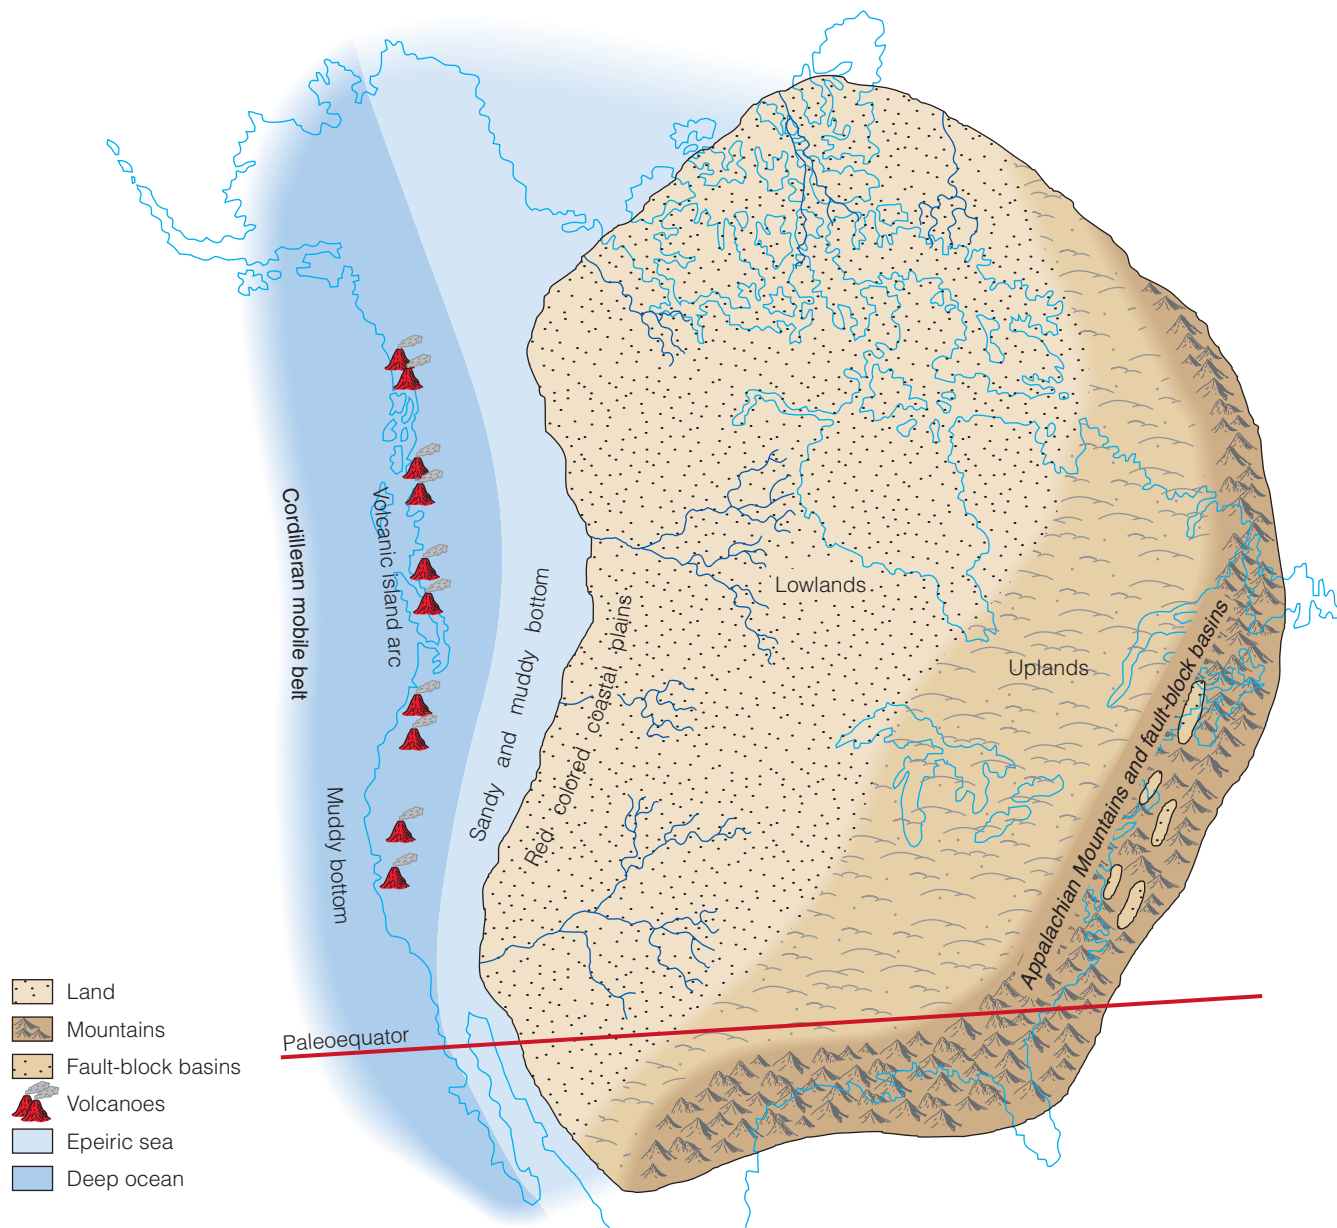 Cordilleran mobile belt
Volcanic island arc
Muddy bottom
Sandy and muddy bottom
Red colored coastal plains
Lowlands
Uplands
Appalachian Mountains and fault-block basins
Paleoequator
Land
Mountains
Fault-block basins
Volcanoes
Epeiric sea
Deep ocean